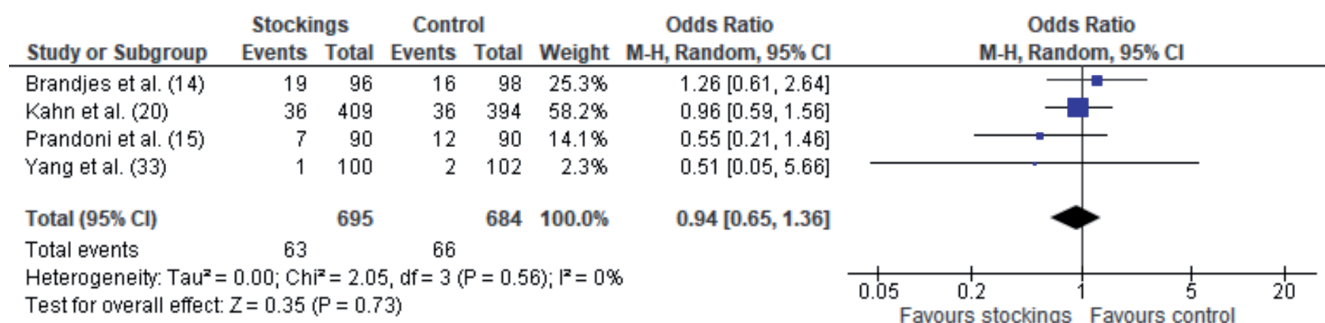 Stockings Control Odds Ratio Odds Ratio
Study or Subgroup Events Total Events Total Weight M-H, Random, 95% CI M-H, Random, 95% CI
Brandjes et al. (14) 19 96 16 98 25.3% 1.26 [0.61, 2.64]
Kahn et al. (20) 36 409 36 394 58.2% 0.96 [0.59, 1.56]
Prandoni et al. (15) 7 90 12 90 14.1% 0.55 [0.21, 1.46]
Yang et al. (33) 1 100 2 102 2.3% 0.51 [0.05, 5.66]
Total (95% CI) 695 684 100.0% 0.94 [0.65, 1.36]
Total events 63 66
Heterogeneity: Tau² = 0.00; Chi² = 2.05, df = 3 (P = 0.56); I² = 0%
Test for overall effect: Z = 0.35 (P = 0.73)
0.05 0.2 1 5 20
Favours stockings Favours control